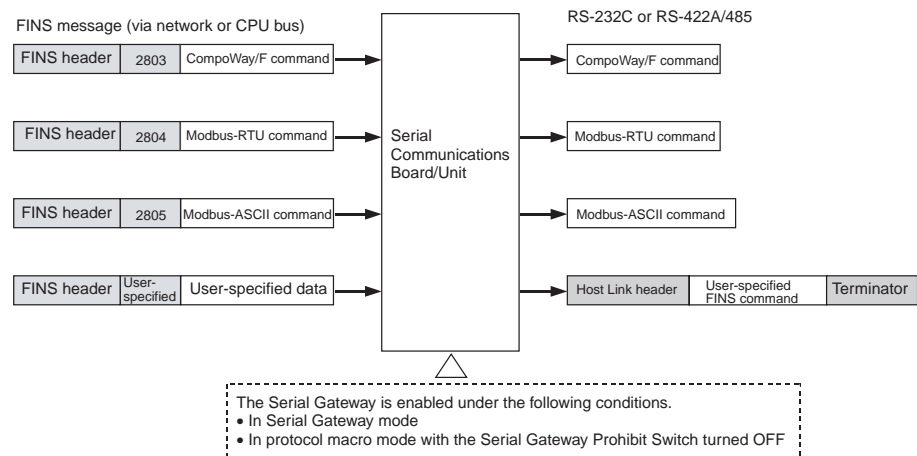 FINS message (via network or CPU bus)
RS-232C or RS-422A/485
FINS header 2803 CompoWay/F command
CompoWay/F command
FINS header 2804 Modbus-RTU command
Serial
Communications
Board/Unit
Modbus-RTU command
FINS header 2805 Modbus-ASCII command
Modbus-ASCII command
FINS header User-
specified User-specified data
Host Link header User-specified
FINS command Terminator
The Serial Gateway is enabled under the following conditions.
• In Serial Gateway mode
• In protocol macro mode with the Serial Gateway Prohibit Switch turned OFF